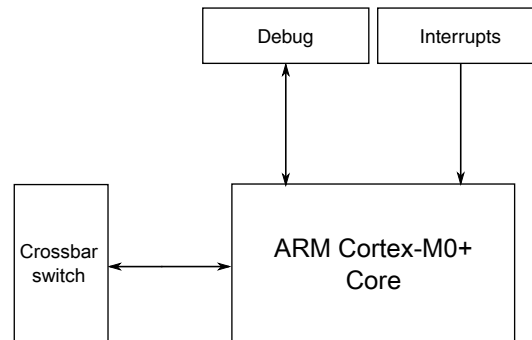 Debug
Interrupts
Crossbar
switch
ARM Cortex-M0+
Core